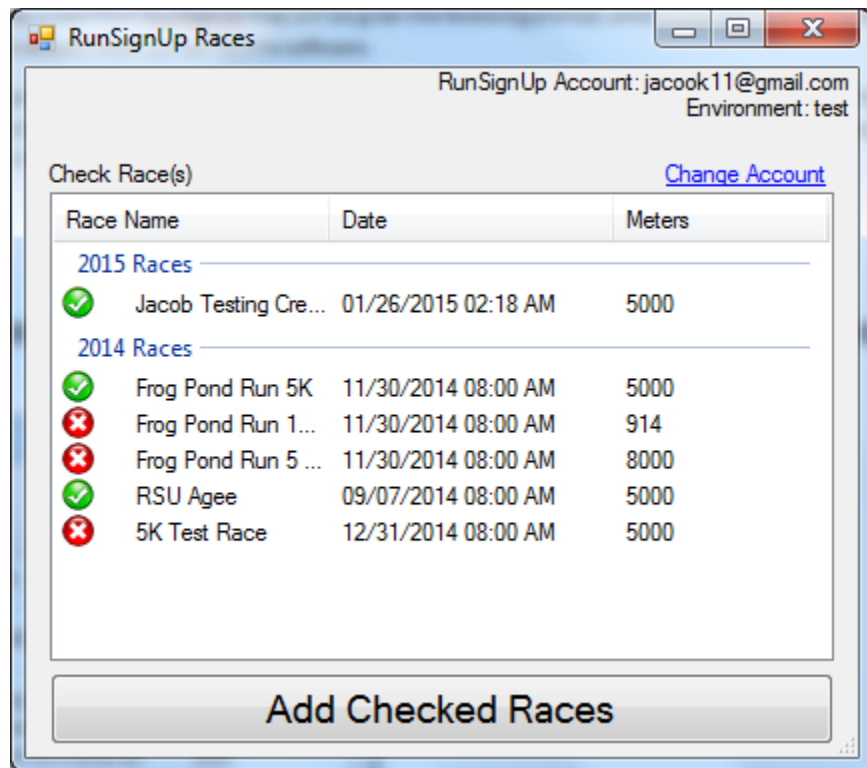 RunSignUp Races
RunSignUp Account: jacook11@gmail.com
Environment: test
Check Race(s)
Change Account
Race Name Date Meters
2015 Races
Jacob Testing Cre... 01/26/2015 02:18 AM 5000
2014 Races
Frog Pond Run 5K 11/30/2014 08:00 AM 5000
Frog Pond Run 1... 11/30/2014 08:00 AM 914
Frog Pond Run 5 ... 11/30/2014 08:00 AM 8000
RSU Agee 09/07/2014 08:00 AM 5000
5K Test Race 12/31/2014 08:00 AM 5000
Add Checked Races